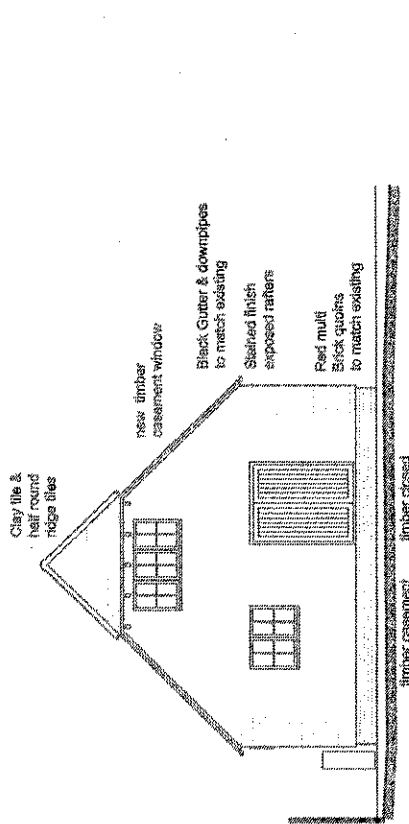 Clay tile &
half round
ridge tiles
new timber
casement window
Black Gutter & downpipes
to match existing
Stained finish
exposed rafters
Red multi
Brick quoins
to match existing
timber casement
timber closed